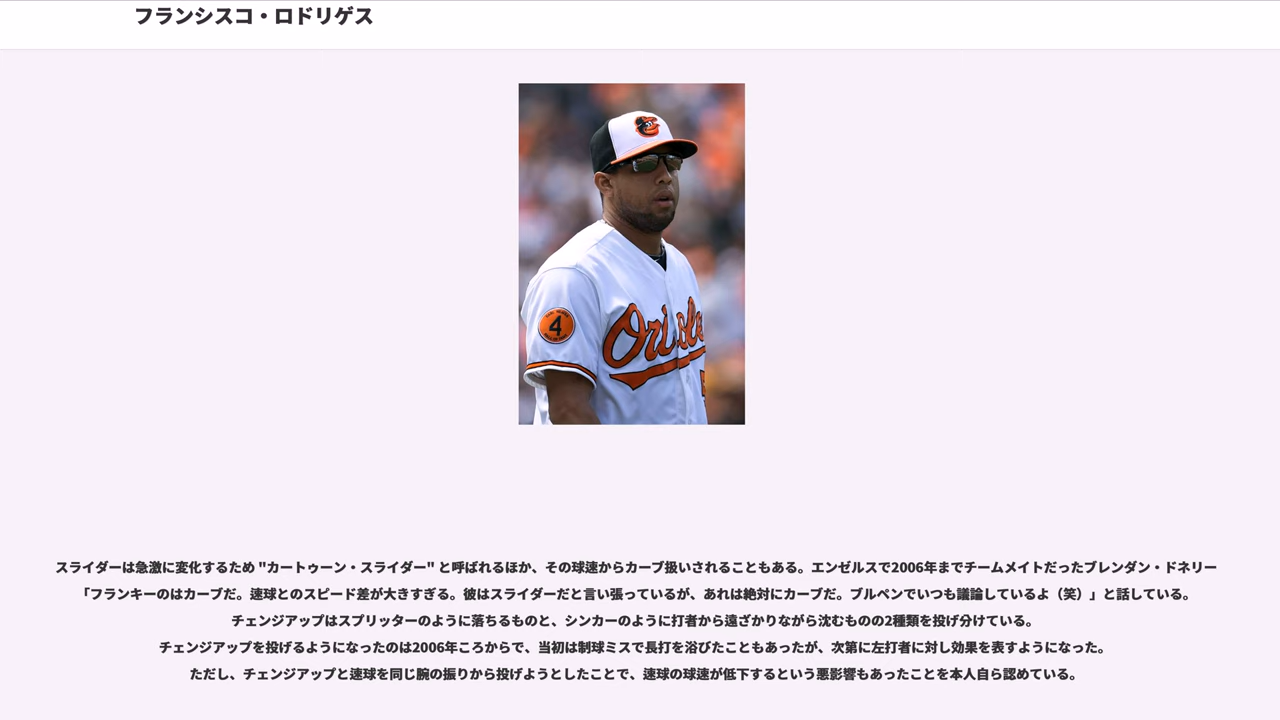 フランシスコ・ロドリゲス
Orioles
4
スライダーは急激に変化するため "カートゥーン・スライダー" と呼ばれるほか、その球速からカーブ扱いされることもある。エンゼルスで2006年までチームメイトだったブレンダン・ドネリー
「フランキーのはカーブだ。速球とのスピード差が大きすぎる。彼はスライダーだと言い張っているが、あれは絶対にカーブだ。ブルペンでいつも議論しているよ（笑）」と話している。
チェンジアップはスプリッターのように落ちるものと、シンカーのように打者から遠ざかりながら沈むものの2種類を投げ分けている。
チェンジアップを投げるようになったのは2006年ころからで、当初は制球ミスで長打を浴びたこともあったが、次第に左打者に対し効果を表すようになった。
ただし、チェンジアップと速球を同じ腕の振りから投げようとしたことで、速球の球速が低下するという悪影響もあったことを本人自ら認めている。